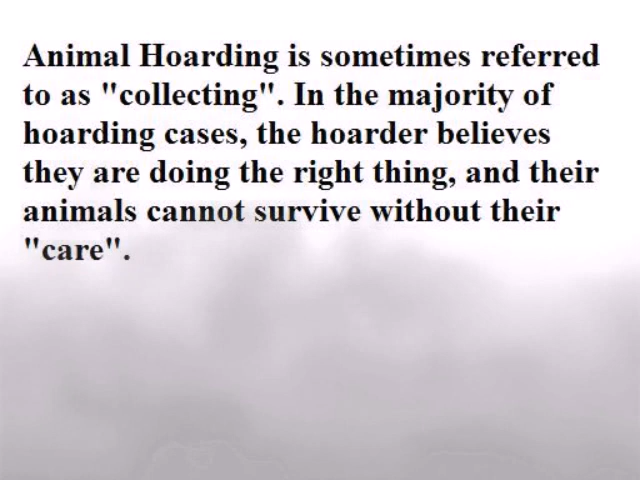 Animal Hoarding is sometimes referred
to as "collecting". In the majority of
hoarding cases, the hoarder believes
they are doing the right thing, and their
animals cannot survive without their
"care".